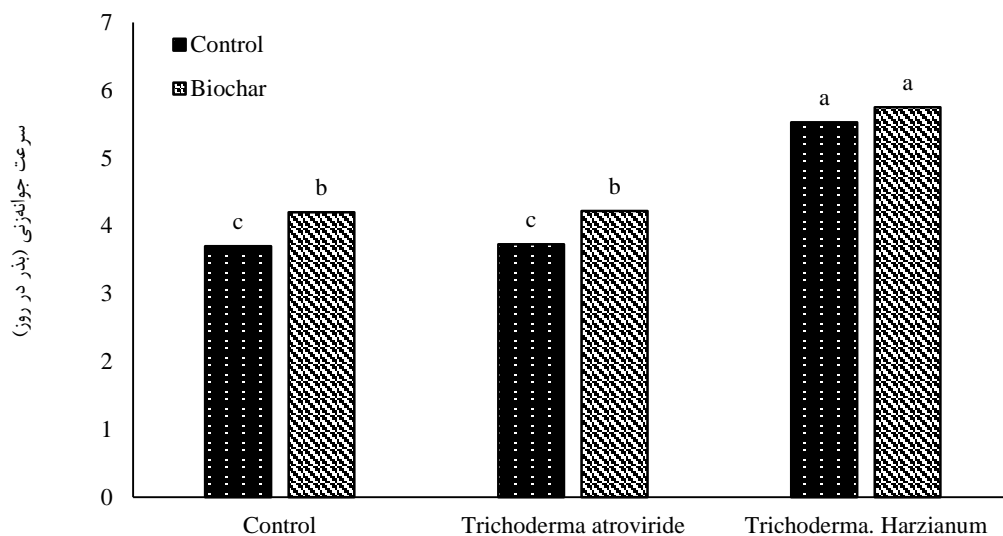 سرعت جوانه‌زنی (بذر در روز)
7
6
5
4
3
2
1
0
Control
Biochar
c
b
c
b
a
a
Control
Trichoderma atroviride
Trichoderma. Harzianum